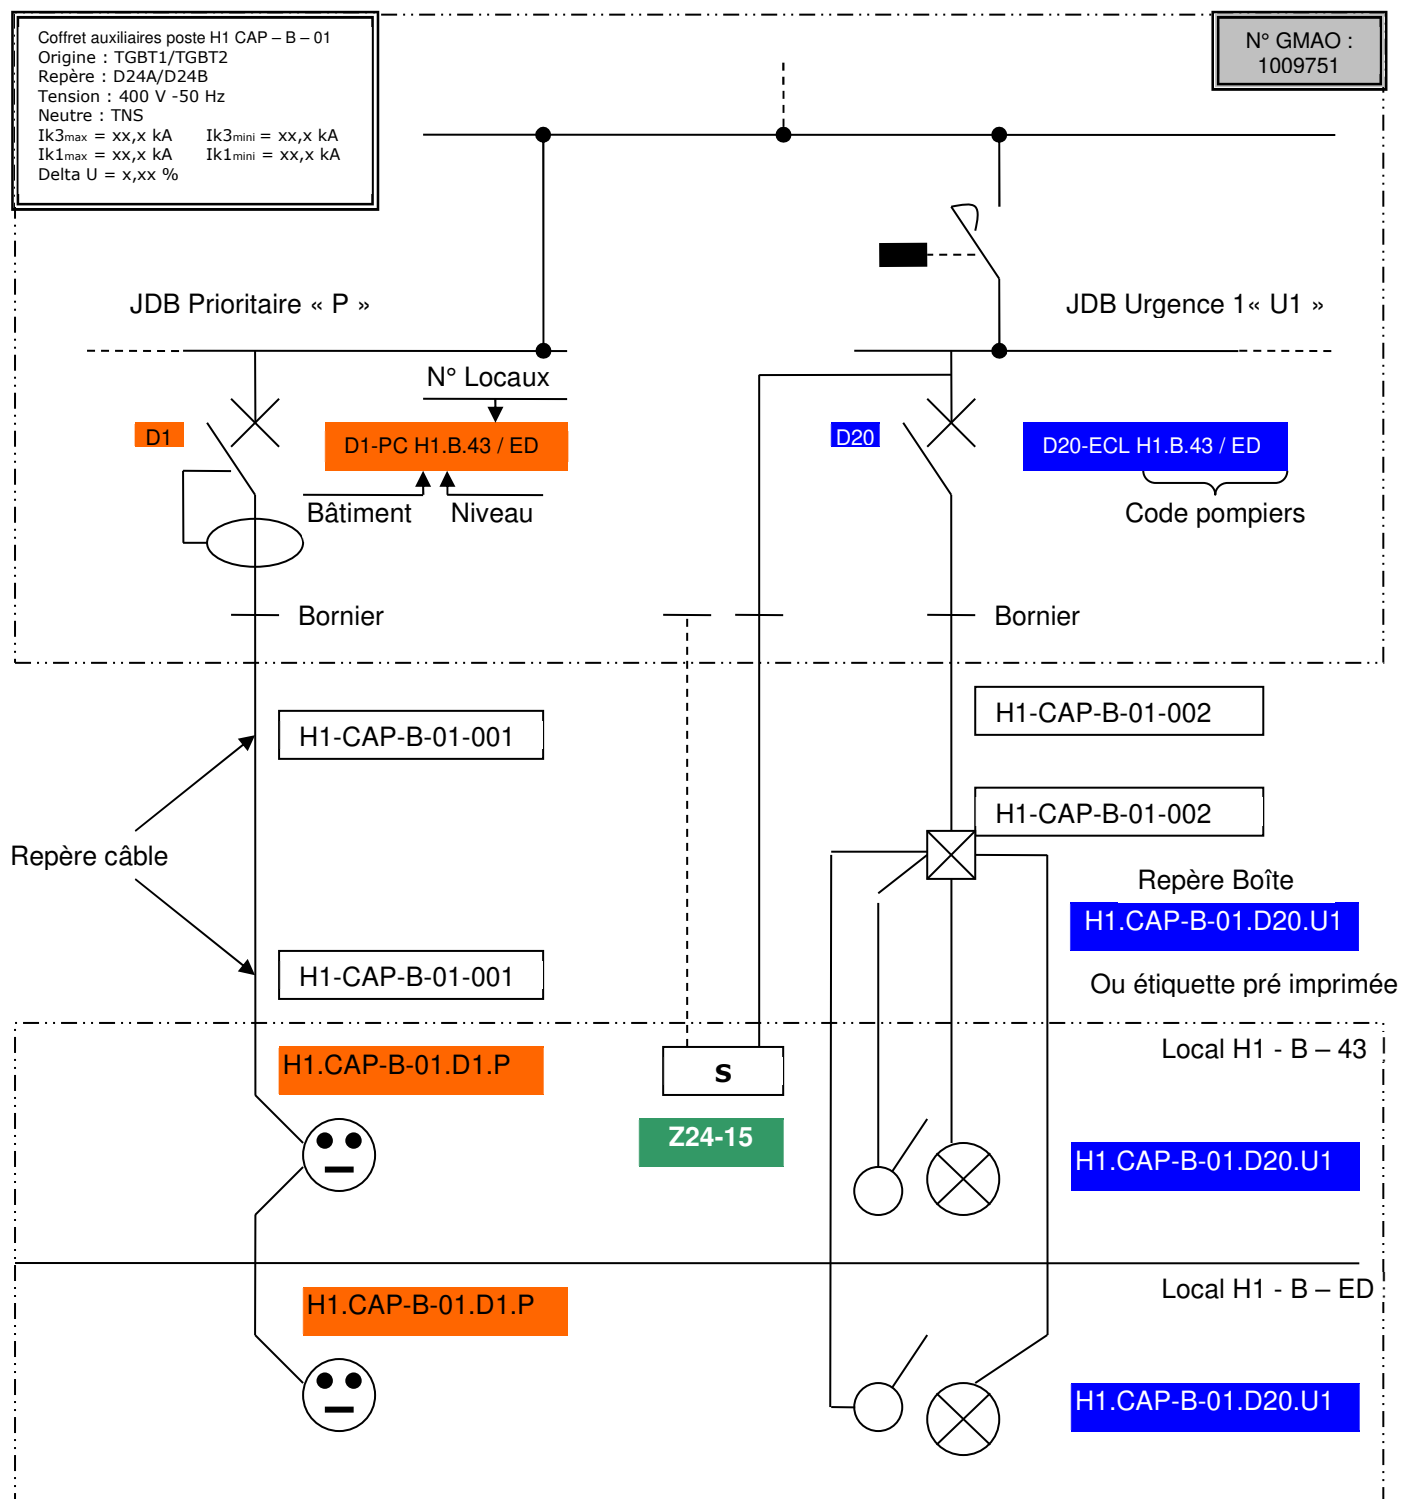 Coffret auxiliaires poste H1 CAP – B – 01
Origine : TGBT1/TGBT2
Repère : D24A/D24B
Tension : 400 V -50 Hz
Neutre : TNS
Ik3max = xx,x kA Ik3mini = xx,x kA
Ik1max = xx,x kA Ik1mini = xx,x kA
Delta U = x,xx %
N° GMAO :
1009751
JDB Prioritaire « P »
JDB Urgence 1« U1 »
N° Locaux
D1
D1-PC H1.B.43 / ED
D20
D20-ECL H1.B.43 / ED
Bâtiment
Niveau
Code pompiers
Bornier
Bornier
H1-CAP-B-01-001
H1-CAP-B-01-002
H1-CAP-B-01-002
Repère câble
Repère Boîte
H1.CAP-B-01.D20.U1
H1-CAP-B-01-001
Ou étiquette pré imprimée
Local H1 - B – 43
H1.CAP-B-01.D1.P
S
Z24-15
H1.CAP-B-01.D20.U1
Local H1 - B – ED
H1.CAP-B-01.D1.P
H1.CAP-B-01.D20.U1